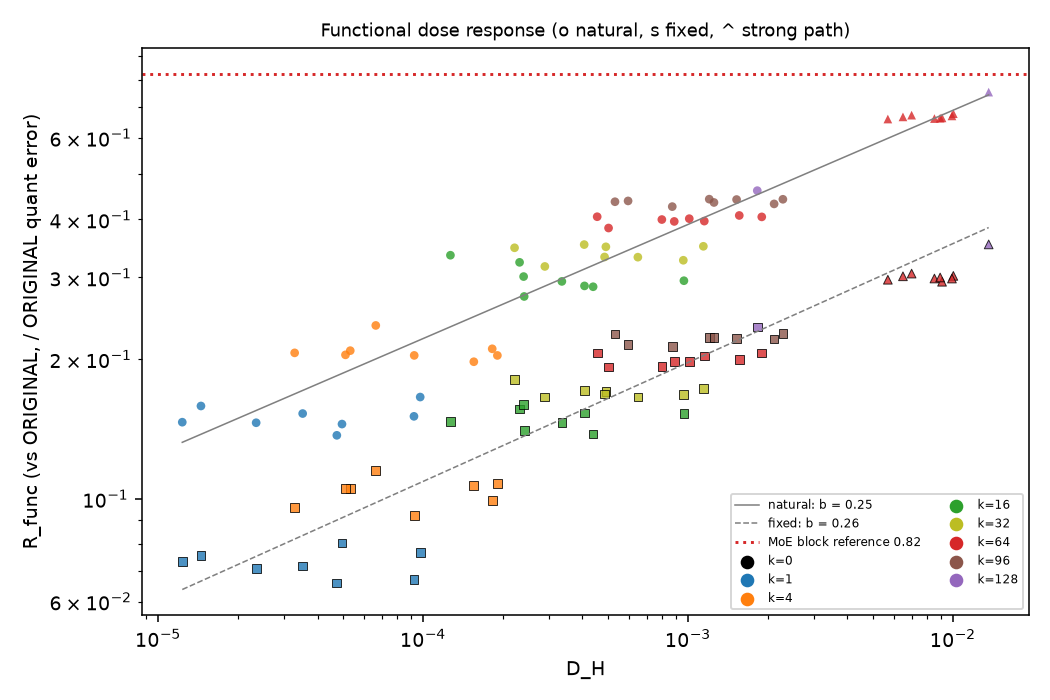 Functional dose response (o natural, s fixed, ^ strong path)
R_func (vs ORIGINAL, / ORIGINAL quant error)
6 × 10⁻¹
4 × 10⁻¹
3 × 10⁻¹
2 × 10⁻¹
10⁻¹
6 × 10⁻²
10⁻⁵
10⁻⁴
10⁻³
10⁻²
D_H
natural: b = 0.25
fixed: b = 0.26
MoE block reference 0.82
k=0
k=1
k=4
k=16
k=32
k=64
k=96
k=128